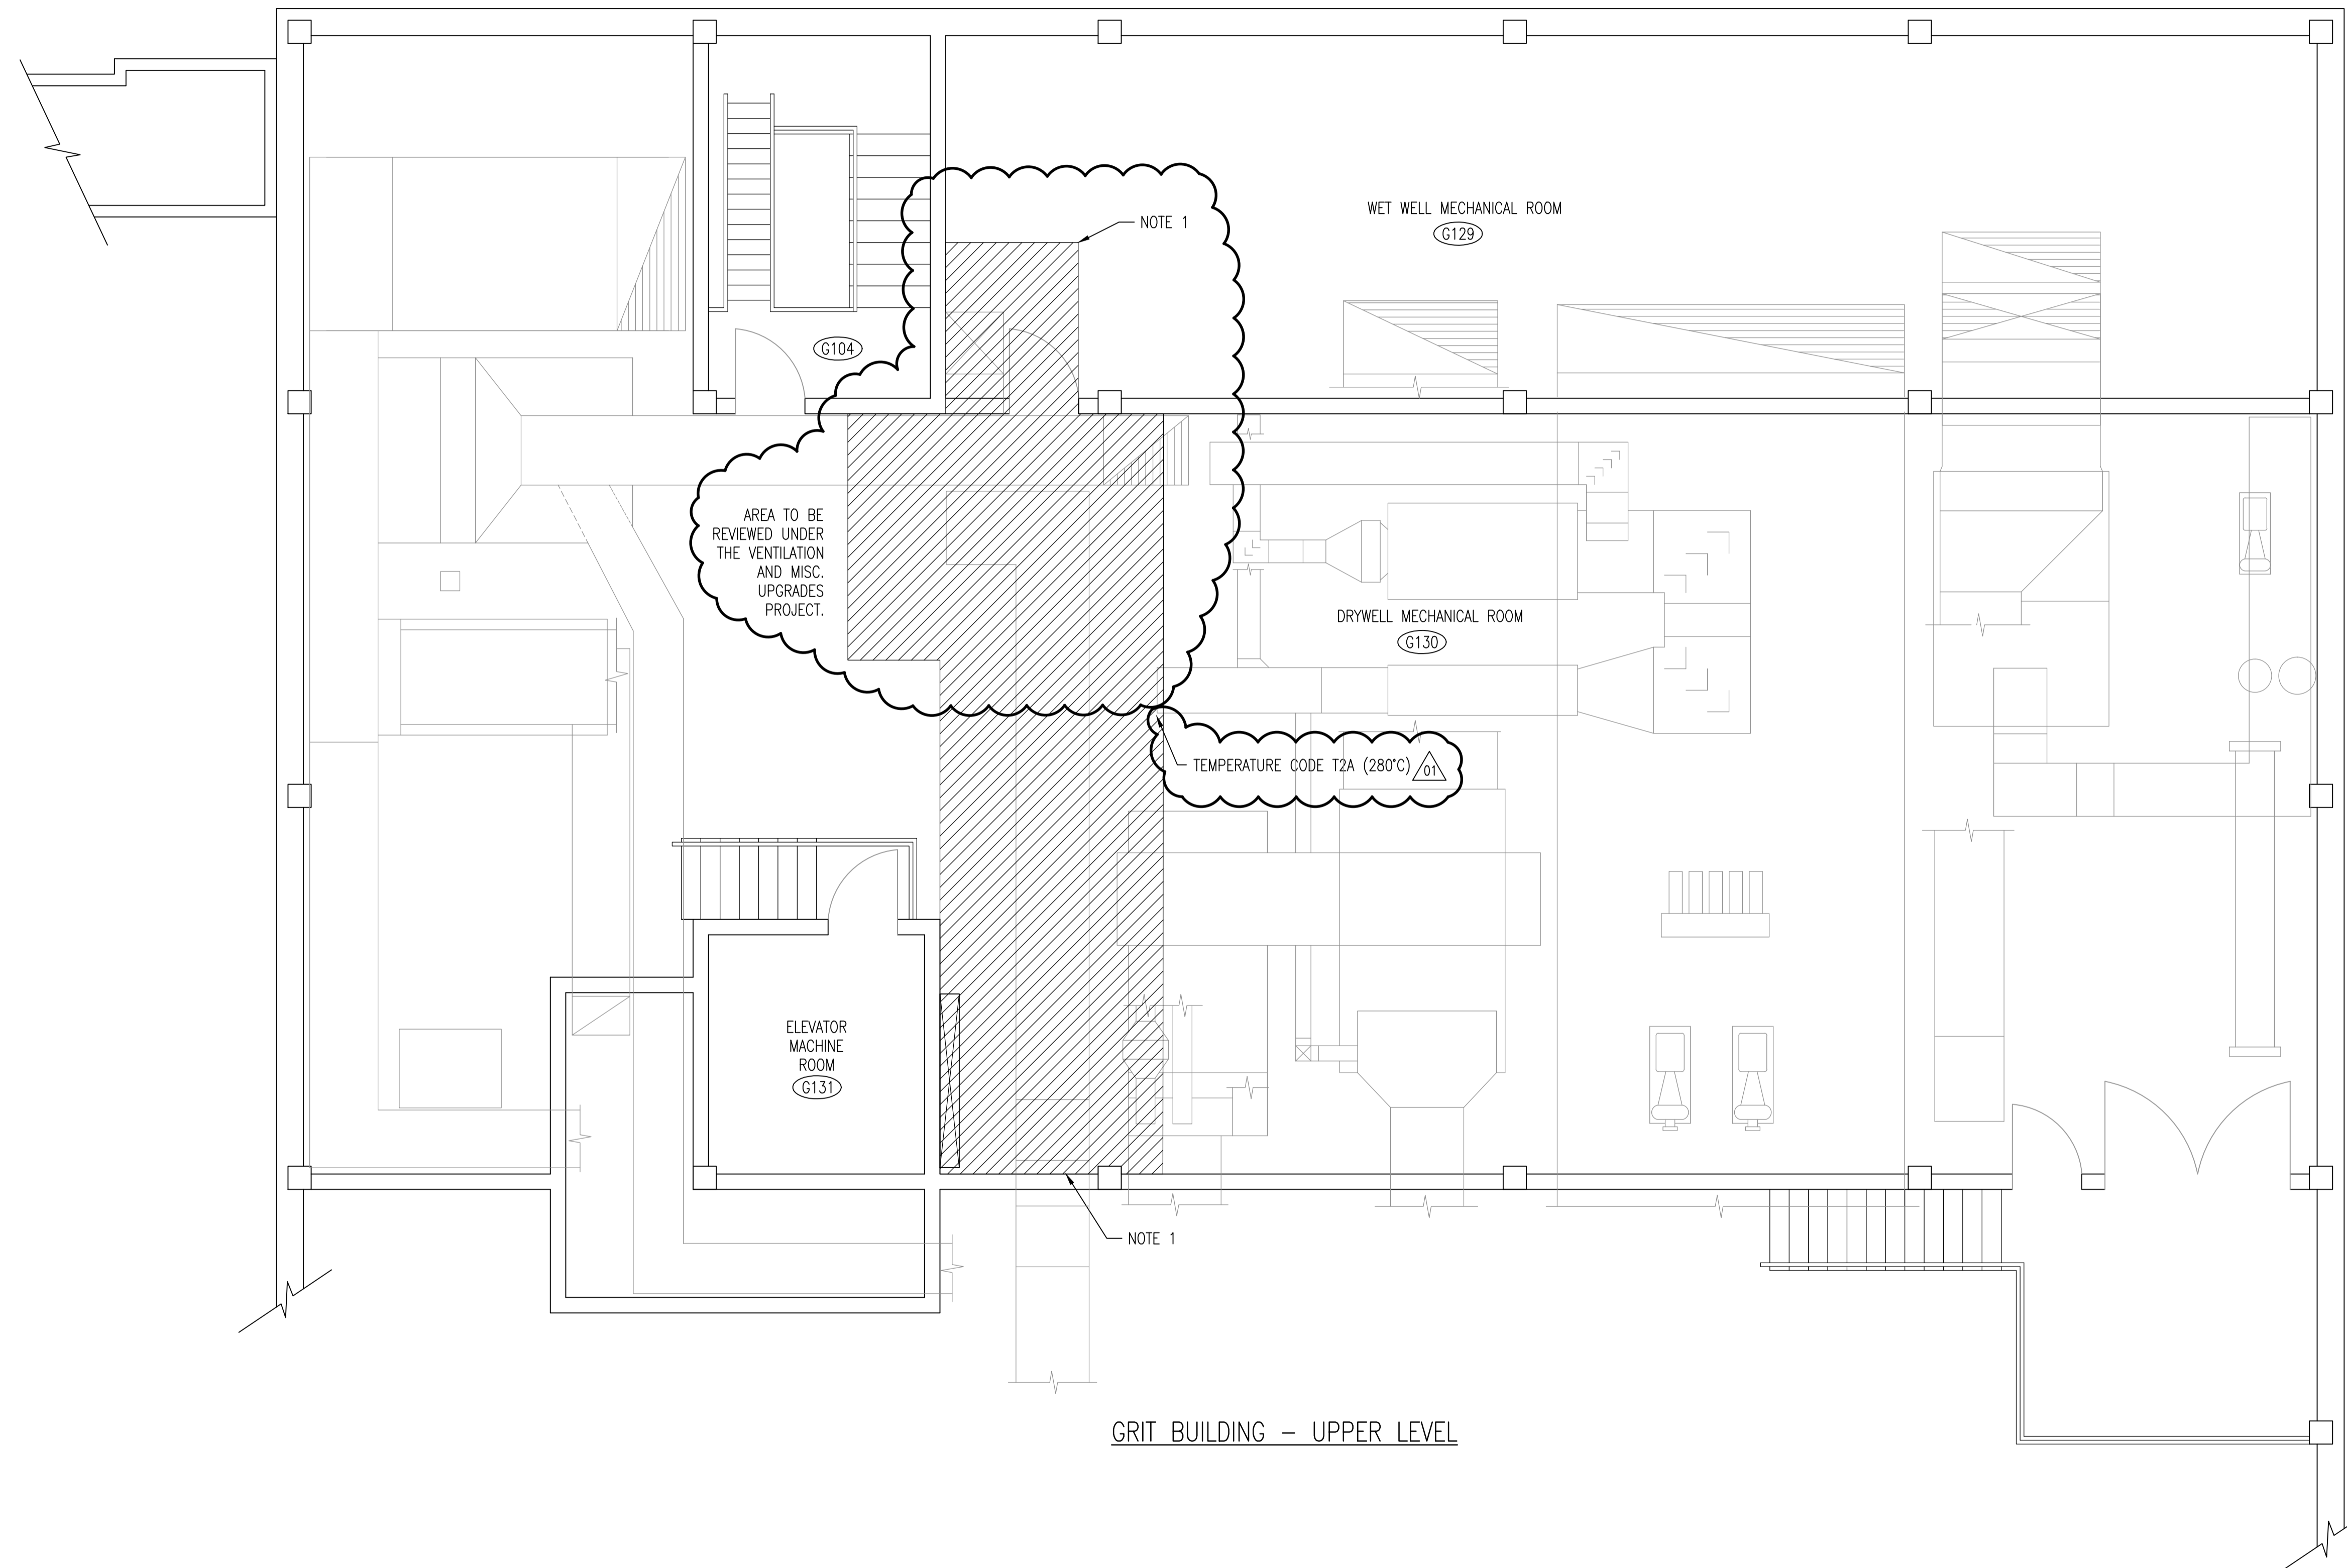 NOTE 1
WET WELL MECHANICAL ROOM
G129
G104
AREA TO BE
REVIEWED UNDER
THE VENTILATION
AND MISC.
UPGRADES
PROJECT.
DRYWELL MECHANICAL ROOM
G130
TEMPERATURE CODE T2A (280°C) 01
ELEVATOR
MACHINE
ROOM
G131
NOTE 1
GRIT BUILDING – UPPER LEVEL